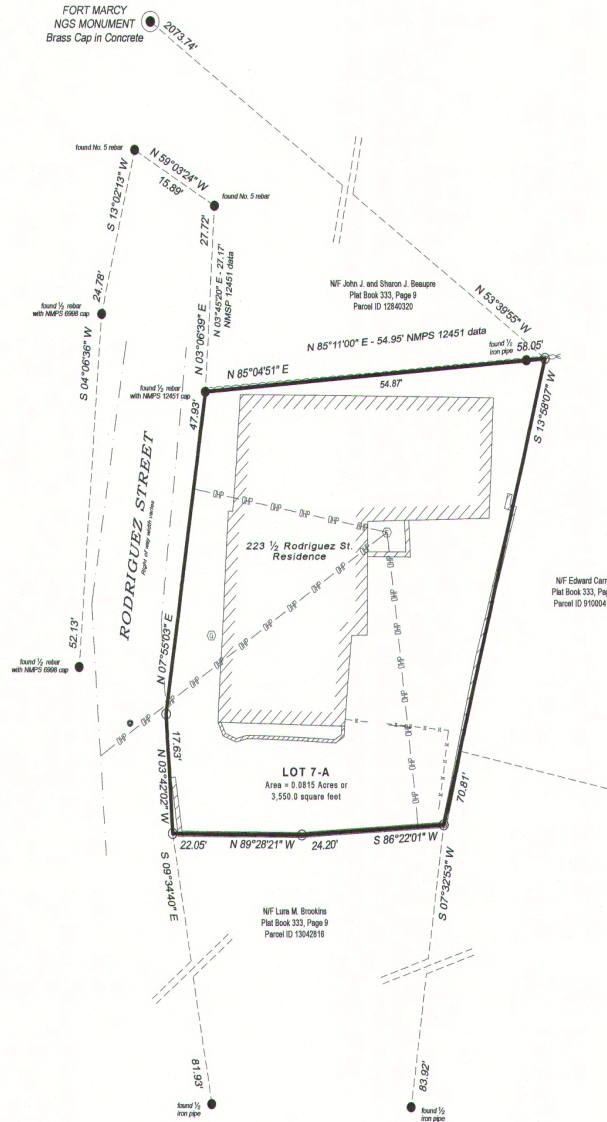 FORT MARCY
NGS MONUMENT
Brass Cap in Concrete
2073.74'
found No. 5 rebar
N 59°03'24" W
15.89'
found No. 5 rebar
S 13°02'13" W
24.78'
27.72'
N 03°45'20" E - 27.17'
NMSP 12451 data
N 03°06'39" E
N/F John J. and Sharon J. Beaupre
Plat Book 333, Page 9
Parcel ID 12840320
N 53°39'55" W
found ½ rebar
with NMPS 6998 cap
S 04°06'36" W
52.13'
found ½
iron pipe
58.05'
N 85°11'00" E - 54.95' NMPS 12451 data
N 85°04'51" E
54.87'
found ½ rebar
with NMPS 12451 cap
47.93'
S 13°58'07" W
RODRIGUEZ STREET
Right of way width varies
OHP OHP OHP OHP
G
223 ½ Rodriguez St.
Residence
N/F Edward Carr
Plat Book 333, Pag
Parcel ID 910004
N 07°55'03" E
found ½ rebar
with NMPS 6998 cap
17.63'
N 03°42'02" W
LOT 7-A
Area = 0.0815 Acres or
3,550.0 square feet
70.81'
22.05'
N 89°28'21" W
24.20'
S 86°22'01" W
S 09°34'40" E
S 07°32'53" W
N/F Lura M. Brookins
Plat Book 333, Page 9
Parcel ID 13042816
81.93'
83.92'
found ½
iron pipe
found ½
iron pipe